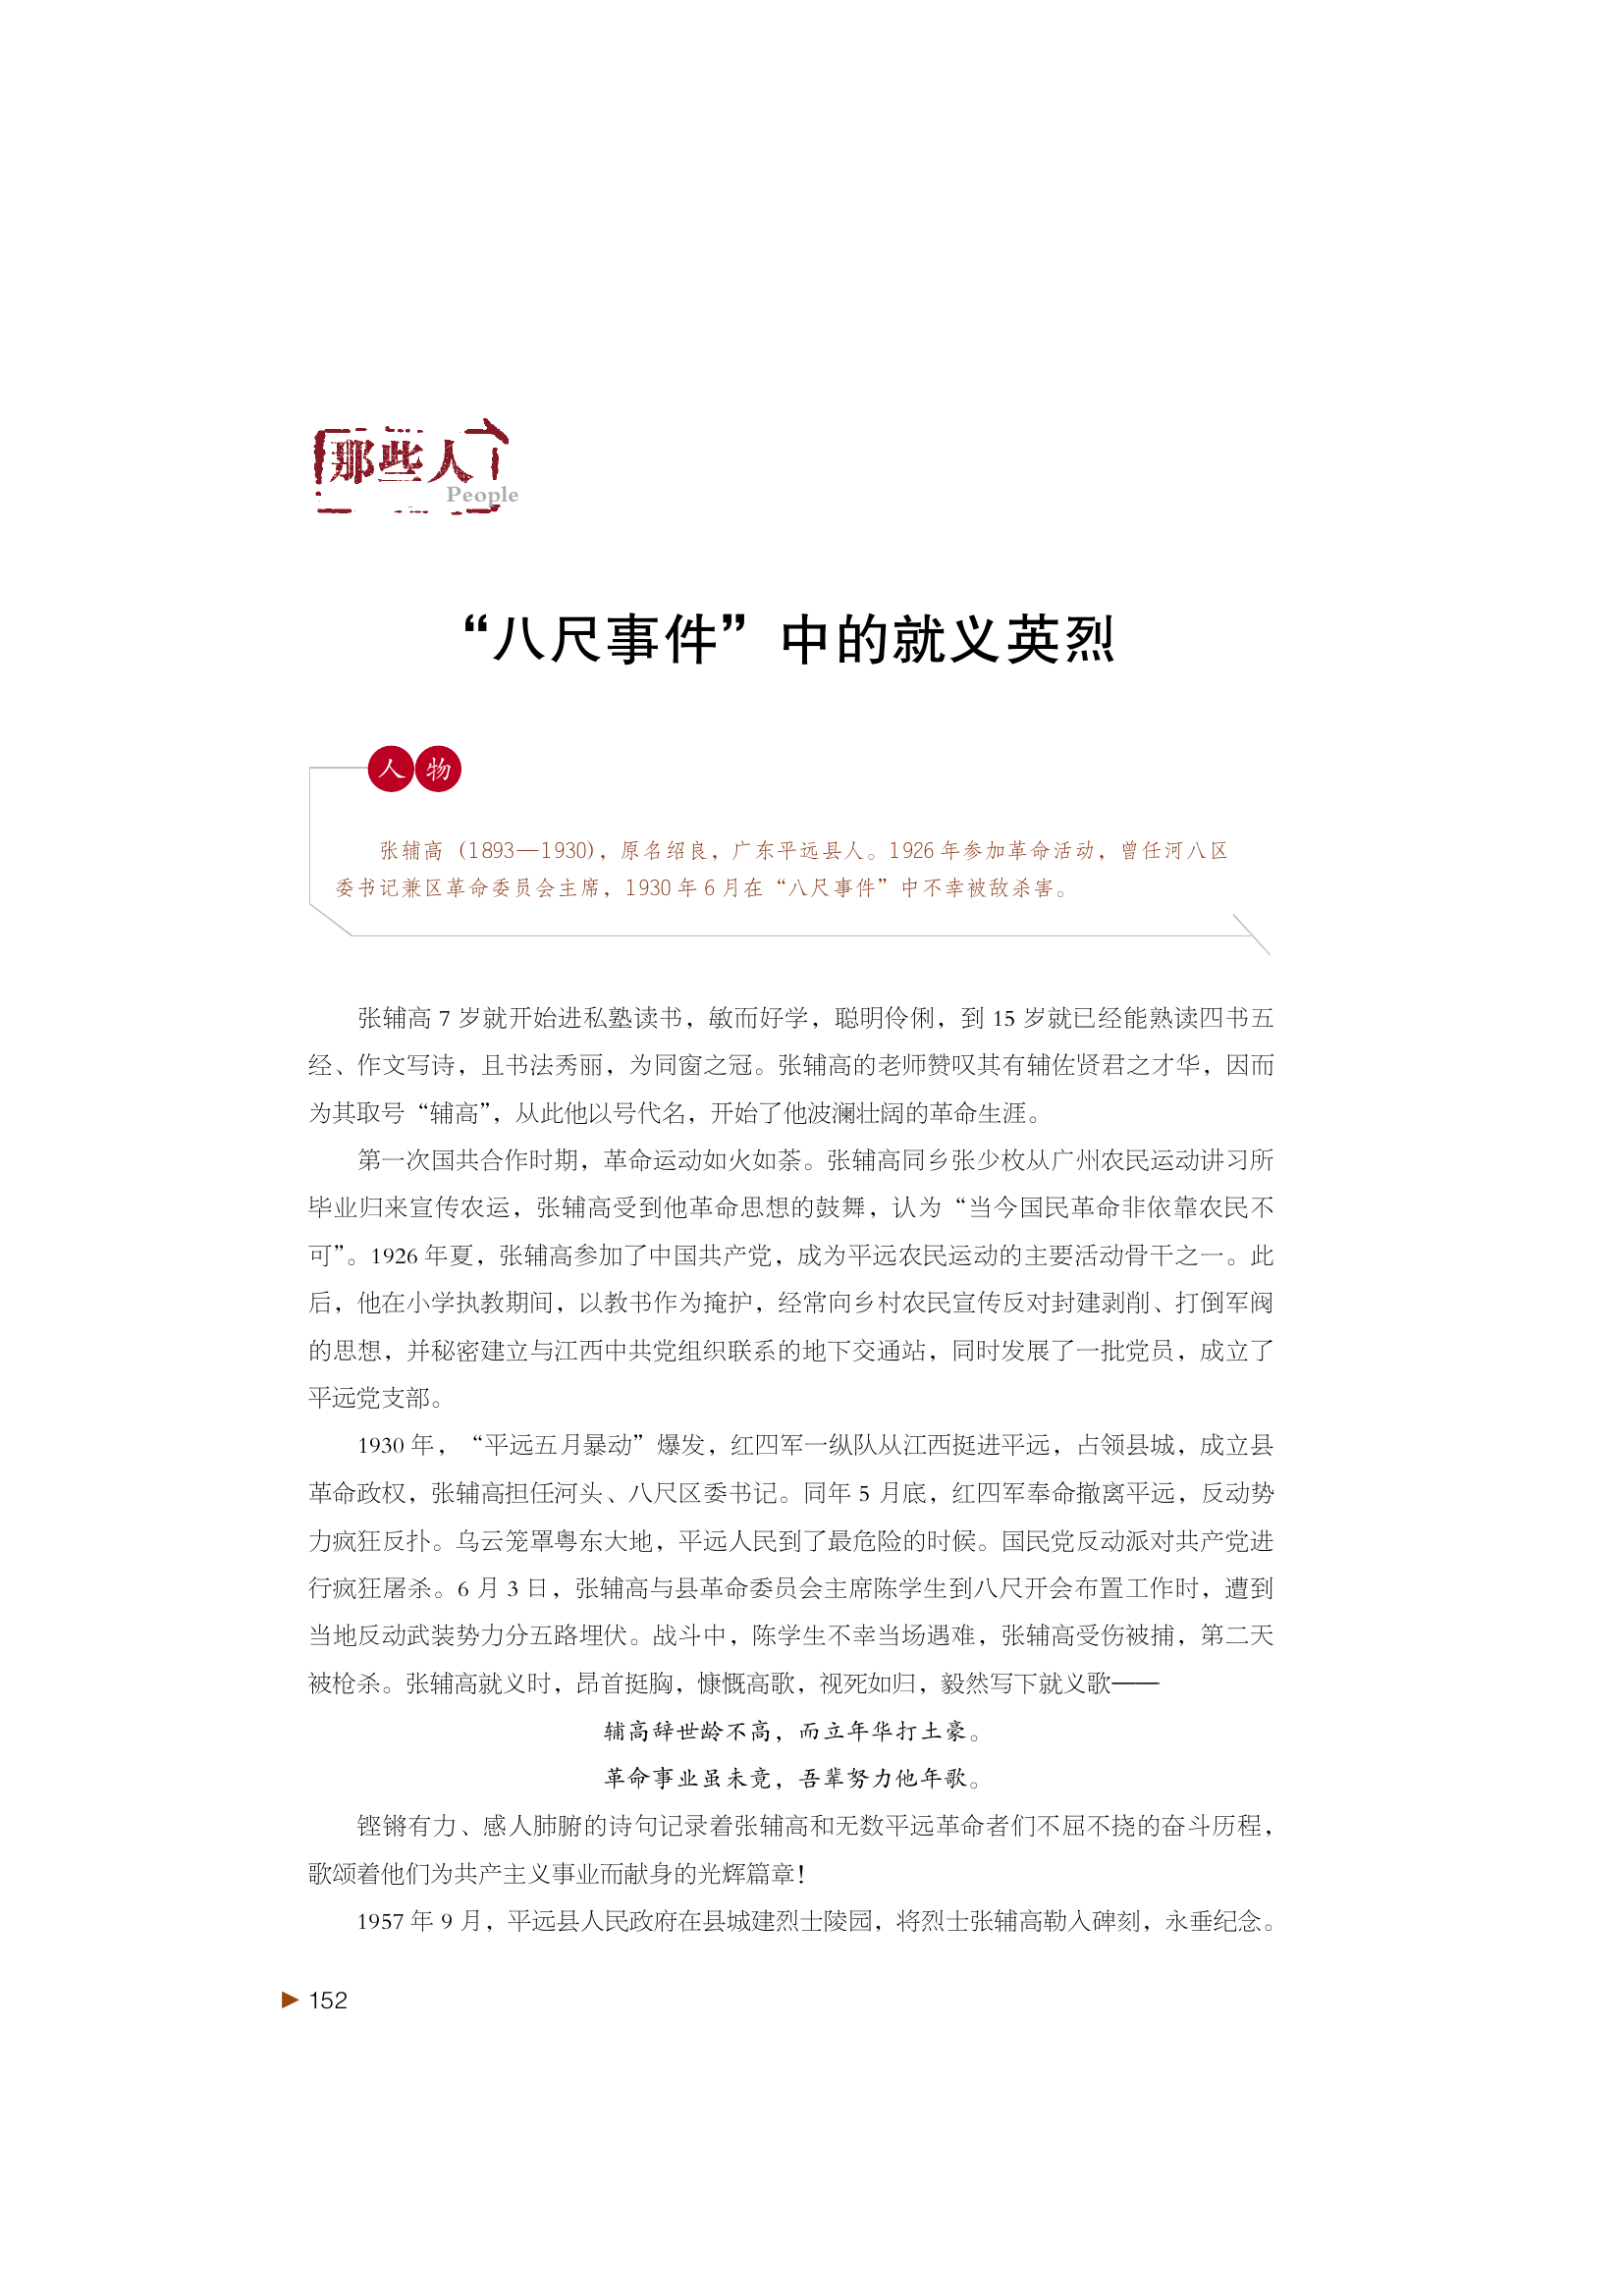 那些人
People
“八尺事件”中的就义英烈
人物
张辅高（1893—1930），原名绍良，广东平远县人。1926 年参加革命活动，曾任河八区
委书记兼区革命委员会主席，1930 年 6 月在“八尺事件”中不幸被敌杀害。
张辅高 7 岁就开始进私塾读书，敏而好学，聪明伶俐，到 15 岁就已经能熟读四书五
经、作文写诗，且书法秀丽，为同窗之冠。张辅高的老师赞叹其有辅佐贤君之才华，因而
为其取号“辅高”，从此他以号代名，开始了他波澜壮阔的革命生涯。
第一次国共合作时期，革命运动如火如荼。张辅高同乡张少枚从广州农民运动讲习所
毕业归来宣传农运，张辅高受到他革命思想的鼓舞，认为“当今国民革命非依靠农民不
可”。1926 年夏，张辅高参加了中国共产党，成为平远农民运动的主要活动骨干之一。此
后，他在小学执教期间，以教书作为掩护，经常向乡村农民宣传反对封建剥削、打倒军阀
的思想，并秘密建立与江西中共党组织联系的地下交通站，同时发展了一批党员，成立了
平远党支部。
1930 年，“平远五月暴动”爆发，红四军一纵队从江西挺进平远，占领县城，成立县
革命政权，张辅高担任河头、八尺区委书记。同年 5 月底，红四军奉命撤离平远，反动势
力疯狂反扑。乌云笼罩粤东大地，平远人民到了最危险的时候。国民党反动派对共产党进
行疯狂屠杀。6 月 3 日，张辅高与县革命委员会主席陈学生到八尺开会布置工作时，遭到
当地反动武装势力分五路埋伏。战斗中，陈学生不幸当场遇难，张辅高受伤被捕，第二天
被枪杀。张辅高就义时，昂首挺胸，慷慨高歌，视死如归，毅然写下就义歌——
辅高辞世龄不高，而立年华打土豪。
革命事业虽未竟，吾辈努力他年歌。
铿锵有力、感人肺腑的诗句记录着张辅高和无数平远革命者们不屈不挠的奋斗历程，
歌颂着他们为共产主义事业而献身的光辉篇章！
1957 年 9 月，平远县人民政府在县城建烈士陵园，将烈士张辅高勒入碑刻，永垂纪念。
152